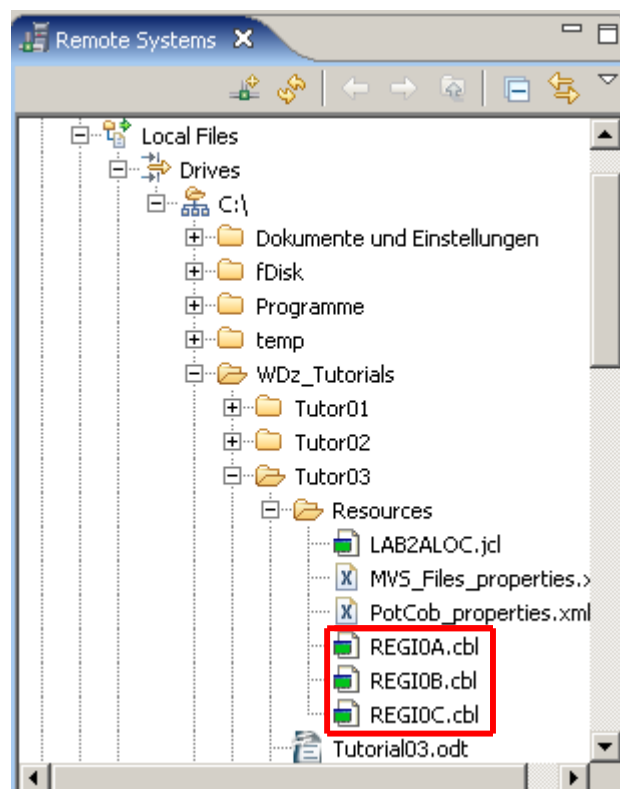 Remote Systems
Local Files
Drives
C:\
Dokumente und Einstellungen
fDisk
Programme
temp
WDz_Tutorials
Tutor01
Tutor02
Tutor03
Resources
LAB2ALOC.jcl
MVS_Files_properties.x
PotCob_properties.xml
REGI0A.cbl
REGI0B.cbl
REGI0C.cbl
Tutorial03.odt